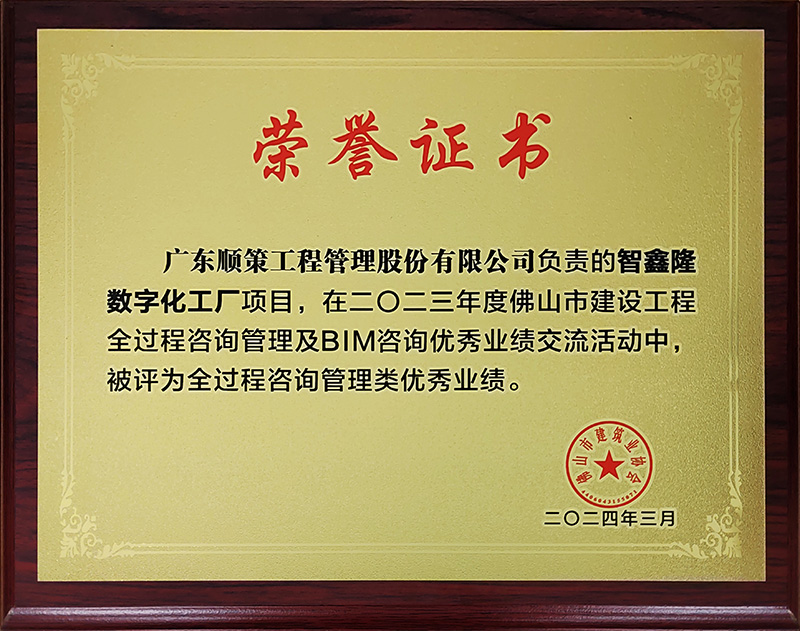 荣誉证书
广东顺策工程管理股份有限公司负责的智鑫隆
数字化工厂项目，在二〇二三年度佛山市建设工程
全过程咨询管理及BIM咨询优秀业绩交流活动中，
被评为全过程咨询管理类优秀业绩。
佛山市建筑业协会
二〇二四年三月